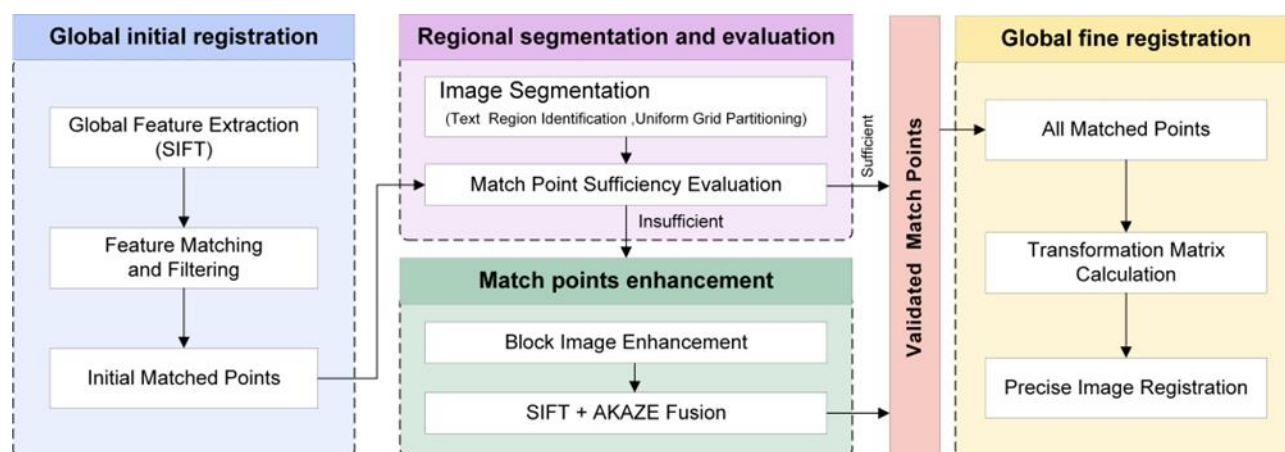 Global initial registration
Global Feature Extraction
(SIFT)
Feature Matching
and Filtering
Initial Matched Points
Regional segmentation and evaluation
Image Segmentation
(Text Region Identification ,Uniform Grid Partitioning)
Match Point Sufficiency Evaluation
Sufficient
Insufficient
Match points enhancement
Block Image Enhancement
SIFT + AKAZE Fusion
Validated Match Points
Global fine registration
All Matched Points
Transformation Matrix
Calculation
Precise Image Registration